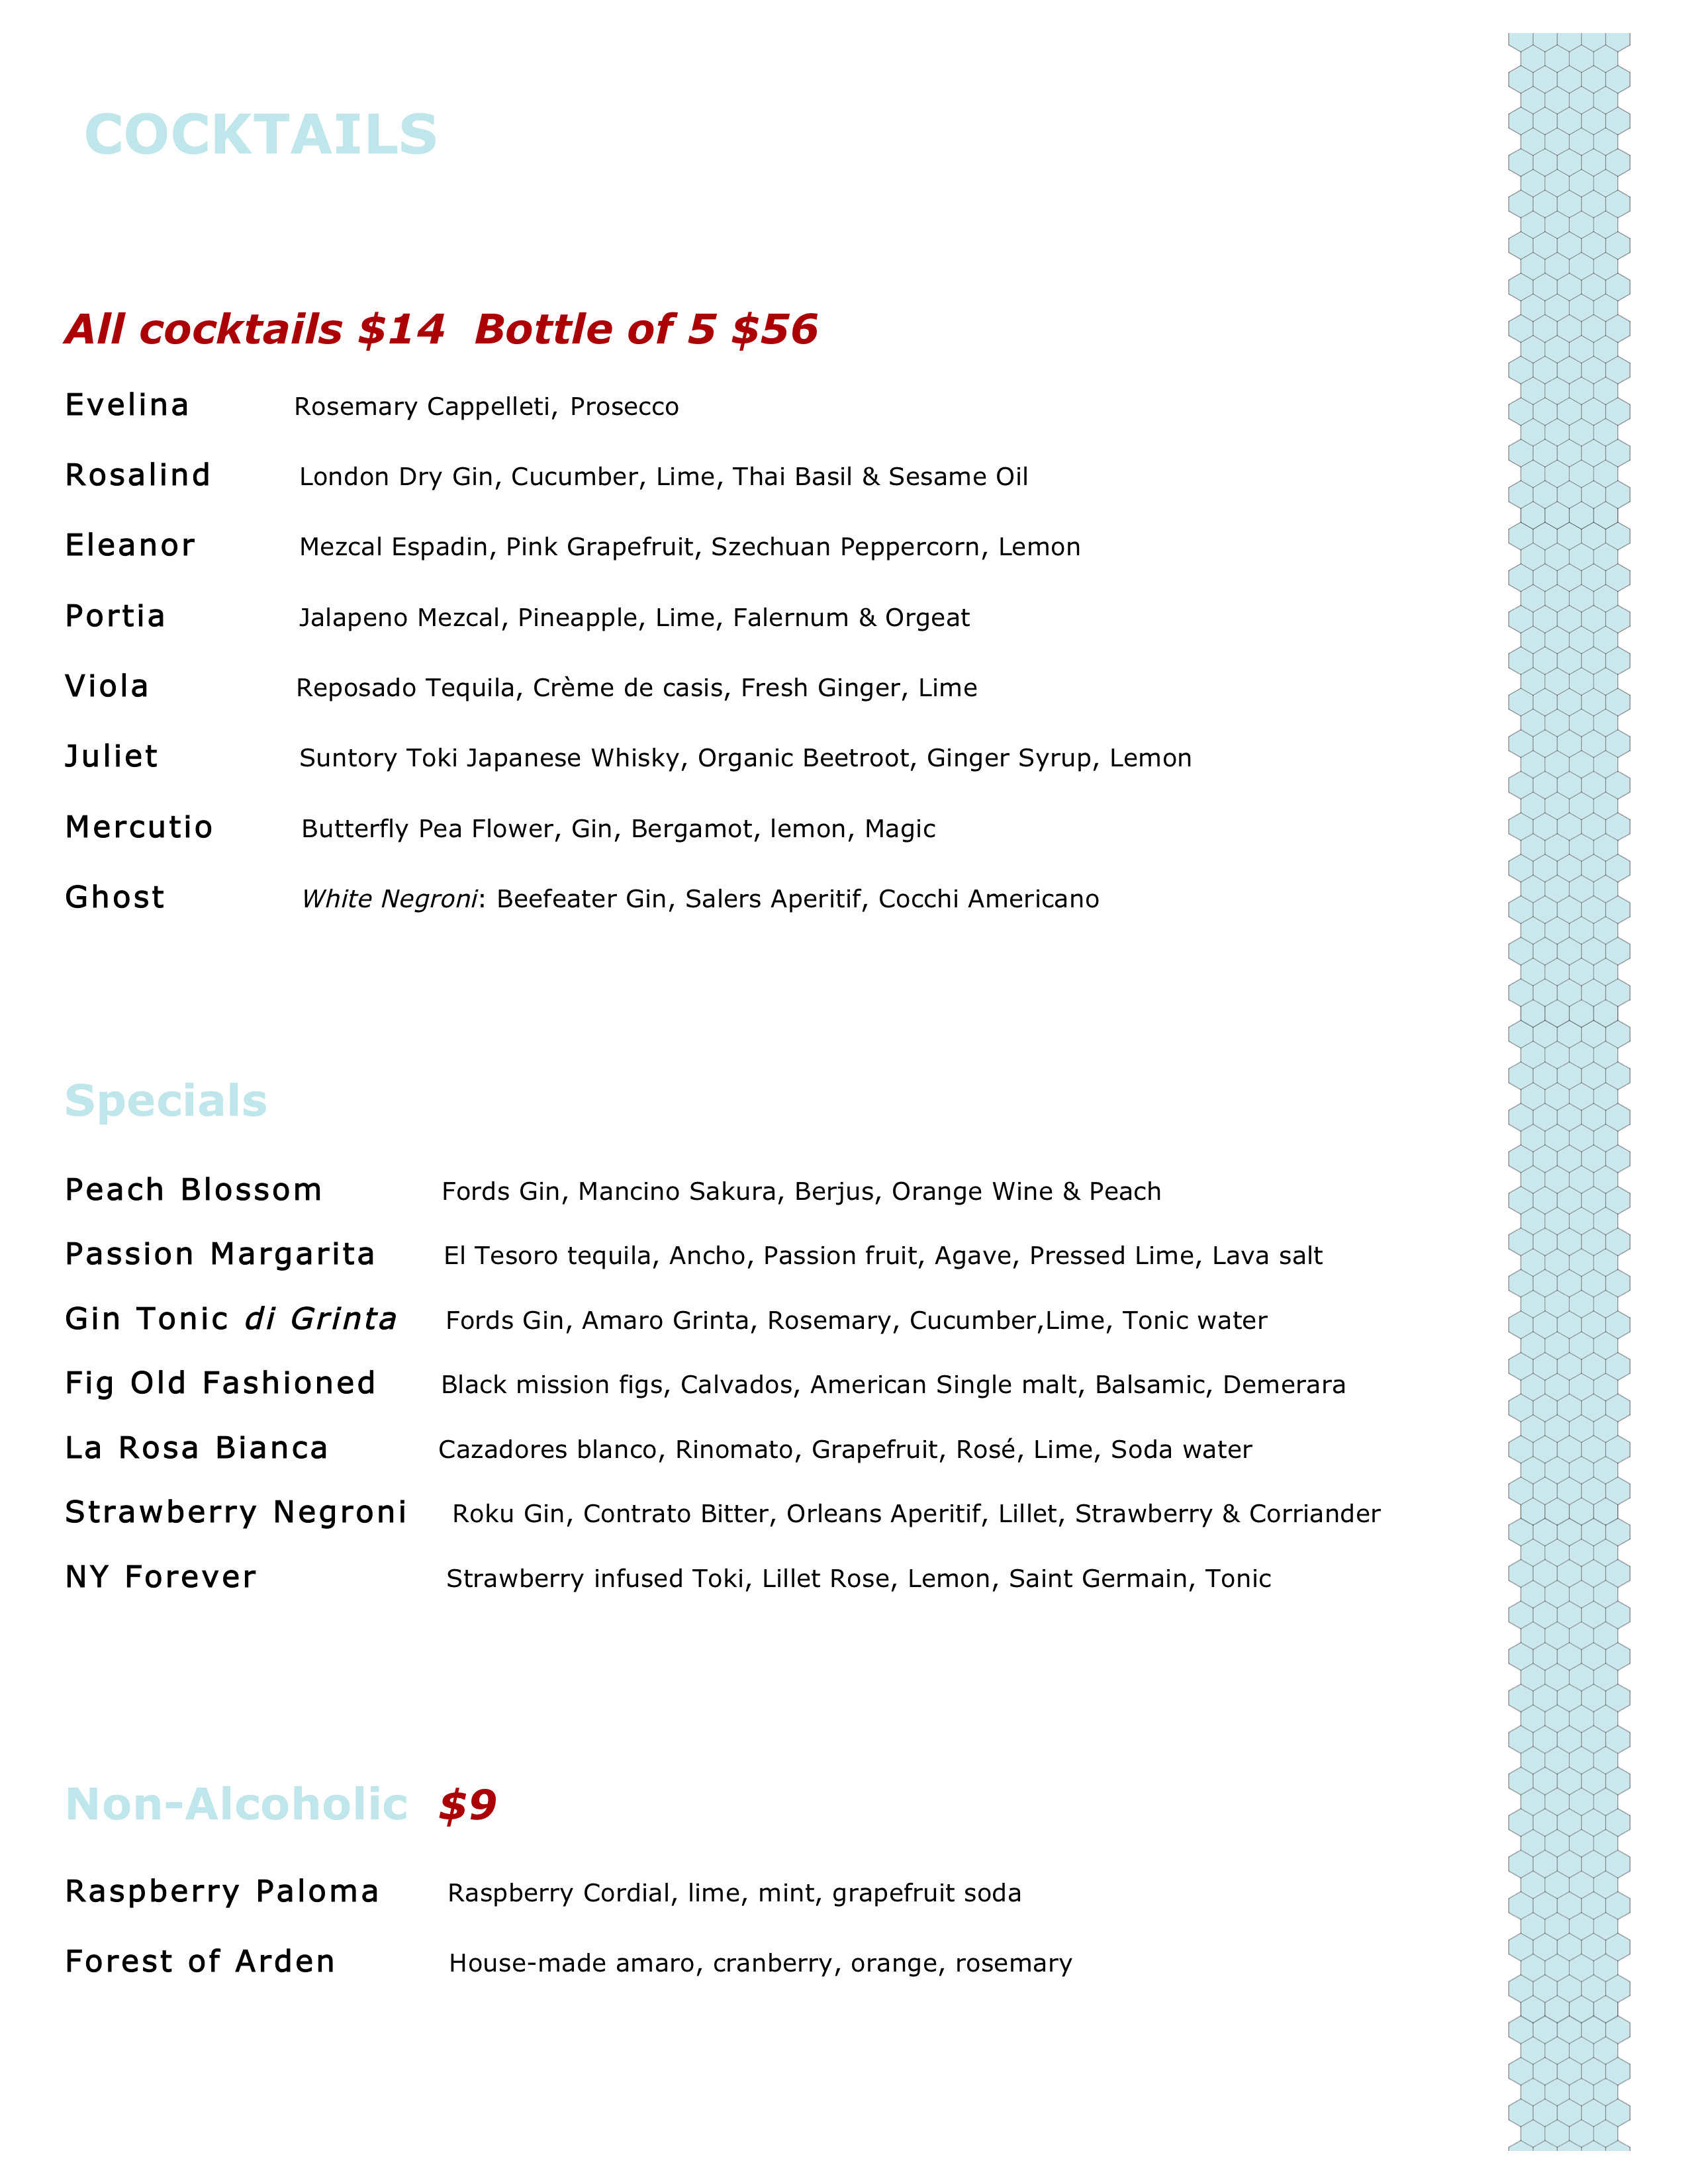 COCKTAILS
All cocktails $14 Bottle of 5 $56
Evelina Rosemary Cappelleti, Prosecco
Rosalind London Dry Gin, Cucumber, Lime, Thai Basil & Sesame Oil
Eleanor Mezcal Espadin, Pink Grapefruit, Szechuan Peppercorn, Lemon
Portia Jalapeno Mezcal, Pineapple, Lime, Falernum & Orgeat
Viola Reposado Tequila, Crème de casis, Fresh Ginger, Lime
Juliet Suntory Toki Japanese Whisky, Organic Beetroot, Ginger Syrup, Lemon
Mercutio Butterfly Pea Flower, Gin, Bergamot, lemon, Magic
Ghost White Negroni: Beefeater Gin, Salers Aperitif, Cocchi Americano
Specials
Peach Blossom Fords Gin, Mancino Sakura, Berjus, Orange Wine & Peach
Passion Margarita El Tesoro tequila, Ancho, Passion fruit, Agave, Pressed Lime, Lava salt
Gin Tonic di Grinta Fords Gin, Amaro Grinta, Rosemary, Cucumber,Lime, Tonic water
Fig Old Fashioned Black mission figs, Calvados, American Single malt, Balsamic, Demerara
La Rosa Bianca Cazadores blanco, Rinomato, Grapefruit, Rosé, Lime, Soda water
Strawberry Negroni Roku Gin, Contrato Bitter, Orleans Aperitif, Lillet, Strawberry & Corriander
NY Forever Strawberry infused Toki, Lillet Rose, Lemon, Saint Germain, Tonic
Non-Alcoholic $9
Raspberry Paloma Raspberry Cordial, lime, mint, grapefruit soda
Forest of Arden House-made amaro, cranberry, orange, rosemary